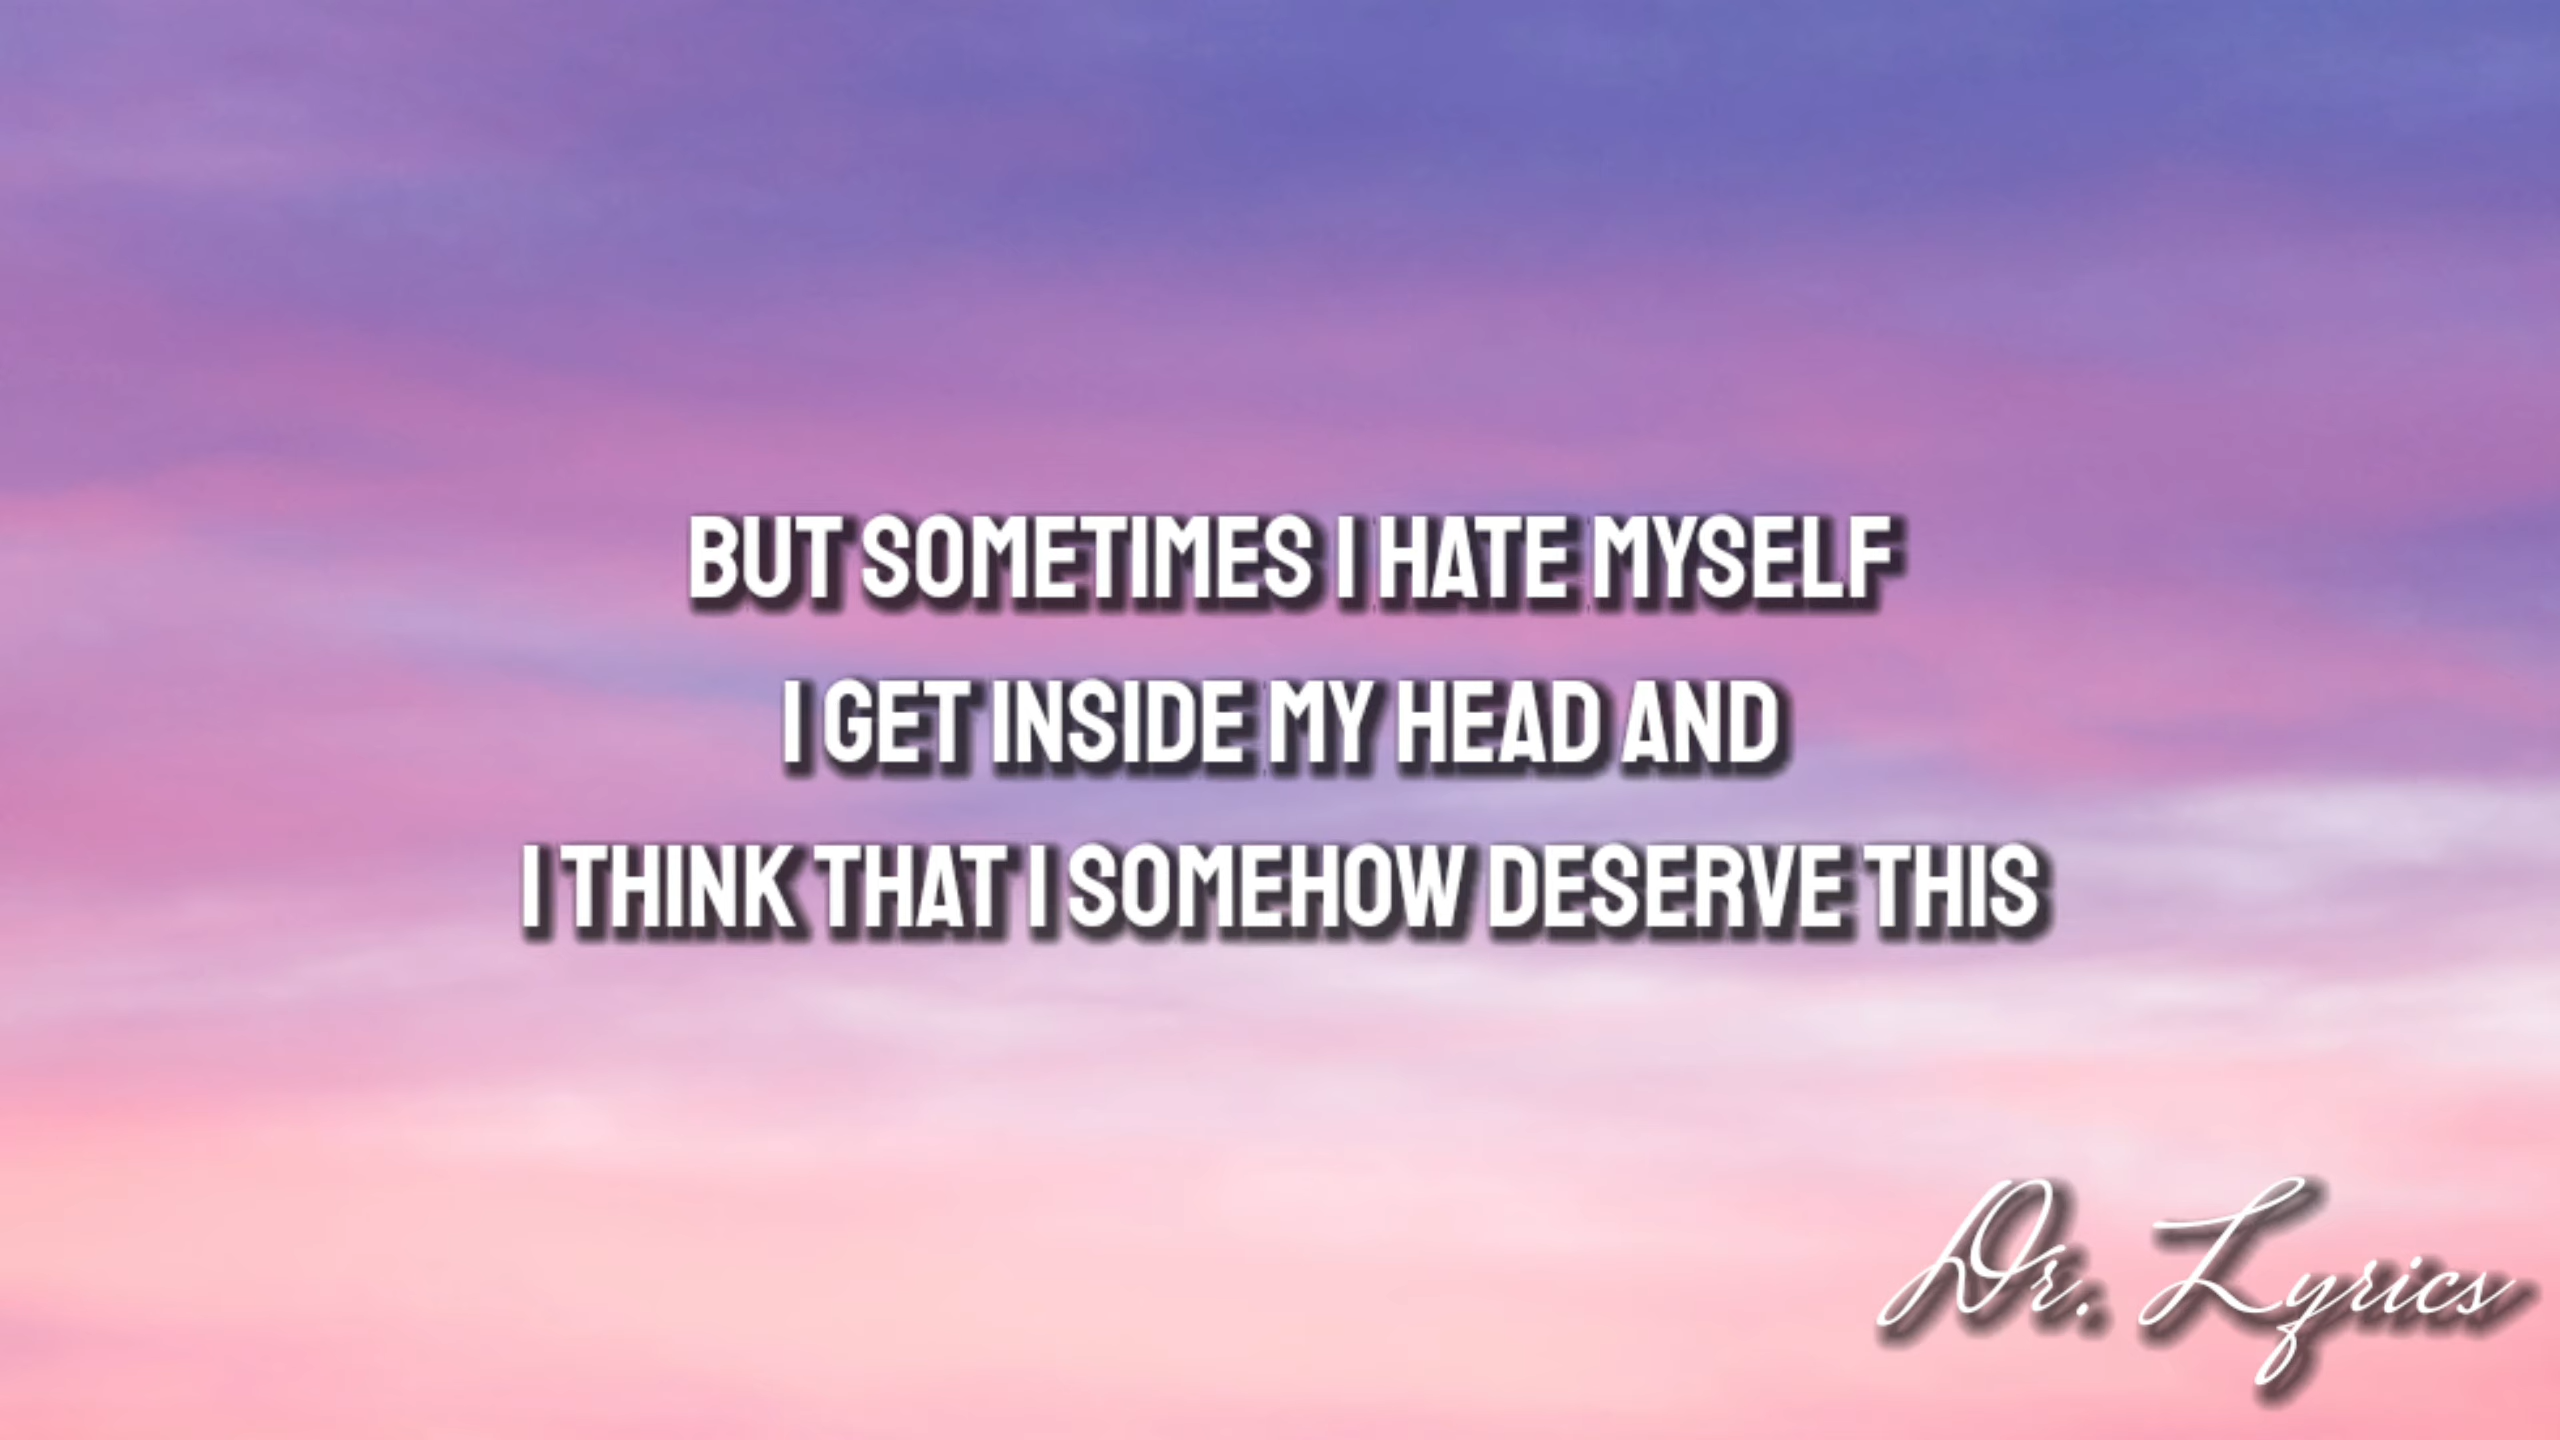 BUT SOMETIMES I HATE MYSELF
I GET INSIDE MY HEAD AND
I THINK THAT I SOMEHOW DESERVE THIS
Dr. Lyrics